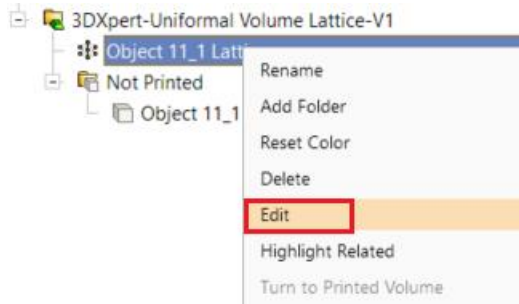 3DXpert-Uniformal Volume Lattice-V1
Object 11_1 Latti
Not Printed
Object 11_1
Rename
Add Folder
Reset Color
Delete
Edit
Highlight Related
Turn to Printed Volume